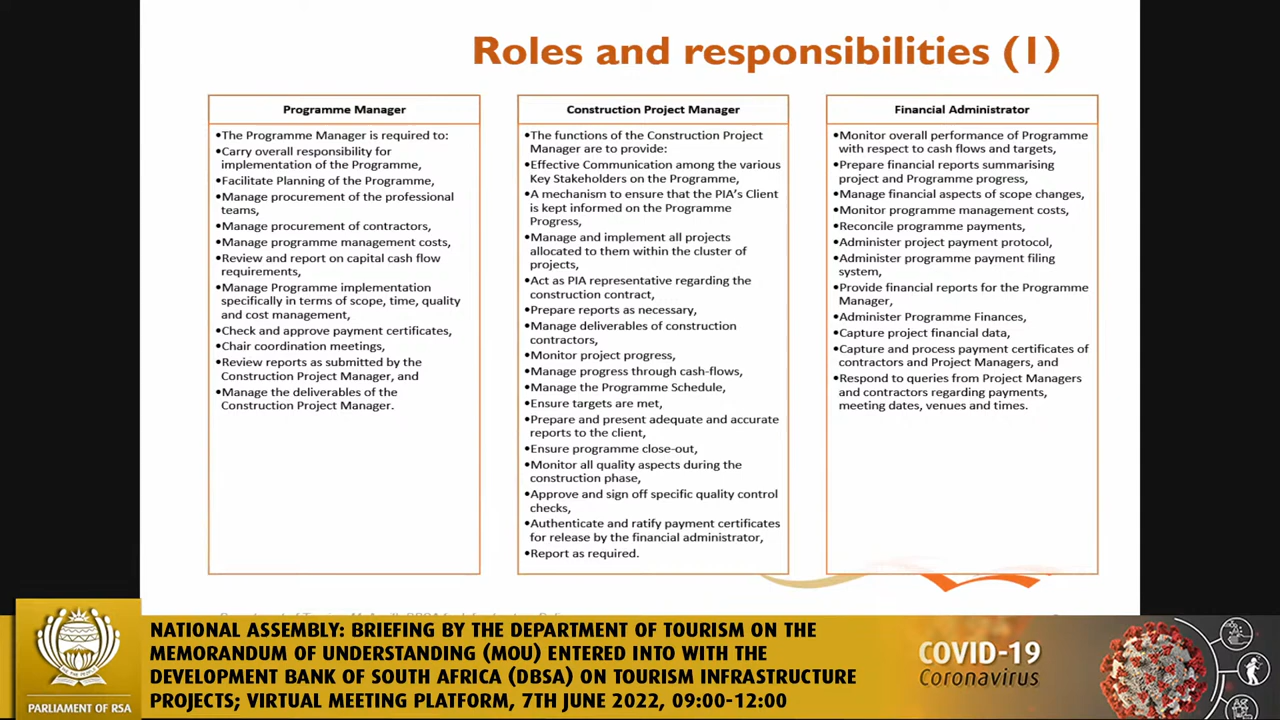 Roles and responsibilities (1)
Programme Manager
•The Programme Manager is required to:
•Carry overall responsibility for
implementation of the Programme,
•Facilitate Planning of the Programme,
•Manage procurement of the professional
teams,
•Manage procurement of contractors,
•Manage programme management costs,
•Review and report on capital cash flow
requirements,
•Manage Programme implementation
specifically in terms of scope, time, quality
and cost management,
•Check and approve payment certificates,
•Chair coordination meetings,
•Review reports as submitted by the
Construction Project Manager, and
•Manage the deliverables of the
Construction Project Manager.
Construction Project Manager
•The functions of the Construction Project
Manager are to provide:
•Effective Communication among the various
Key Stakeholders on the Programme,
•A mechanism to ensure that the PIA's Client
is kept informed on the Programme
Progress,
•Manage and implement all projects
allocated to them within the cluster of
projects,
•Act as PIA representative regarding the
construction contract,
•Prepare reports as necessary,
•Manage deliverables of construction
contractors,
•Monitor project progress,
•Manage progress through cash-flows,
•Manage the Programme Schedule,
•Ensure targets are met,
•Prepare and present adequate and accurate
reports to the client,
•Ensure programme close-out,
•Monitor all quality aspects during the
construction phase,
•Approve and sign off specific quality control
checks,
•Authenticate and ratify payment certificates
for release by the financial administrator,
•Report as required.
Financial Administrator
•Monitor overall performance of Programme
with respect to cash flows and targets,
•Prepare financial reports summarising
project and Programme progress,
•Manage financial aspects of scope changes,
•Monitor programme management costs,
•Reconcile programme payments,
•Administer project payment protocol,
•Administer programme payment filing
system,
•Provide financial reports for the Programme
Manager,
•Administer Programme Finances,
•Capture project financial data,
•Capture and process payment certificates of
contractors and Project Managers, and
•Respond to queries from Project Managers
and contractors regarding payments,
meeting dates, venues and times.
NATIONAL ASSEMBLY: BRIEFING BY THE DEPARTMENT OF TOURISM ON THE
MEMORANDUM OF UNDERSTANDING (MOU) ENTERED INTO WITH THE
DEVELOPMENT BANK OF SOUTH AFRICA (DBSA) ON TOURISM INFRASTRUCTURE
PROJECTS; VIRTUAL MEETING PLATFORM, 7TH JUNE 2022, 09:00-12:00
PARLIAMENT OF RSA
COVID-19
Coronavirus